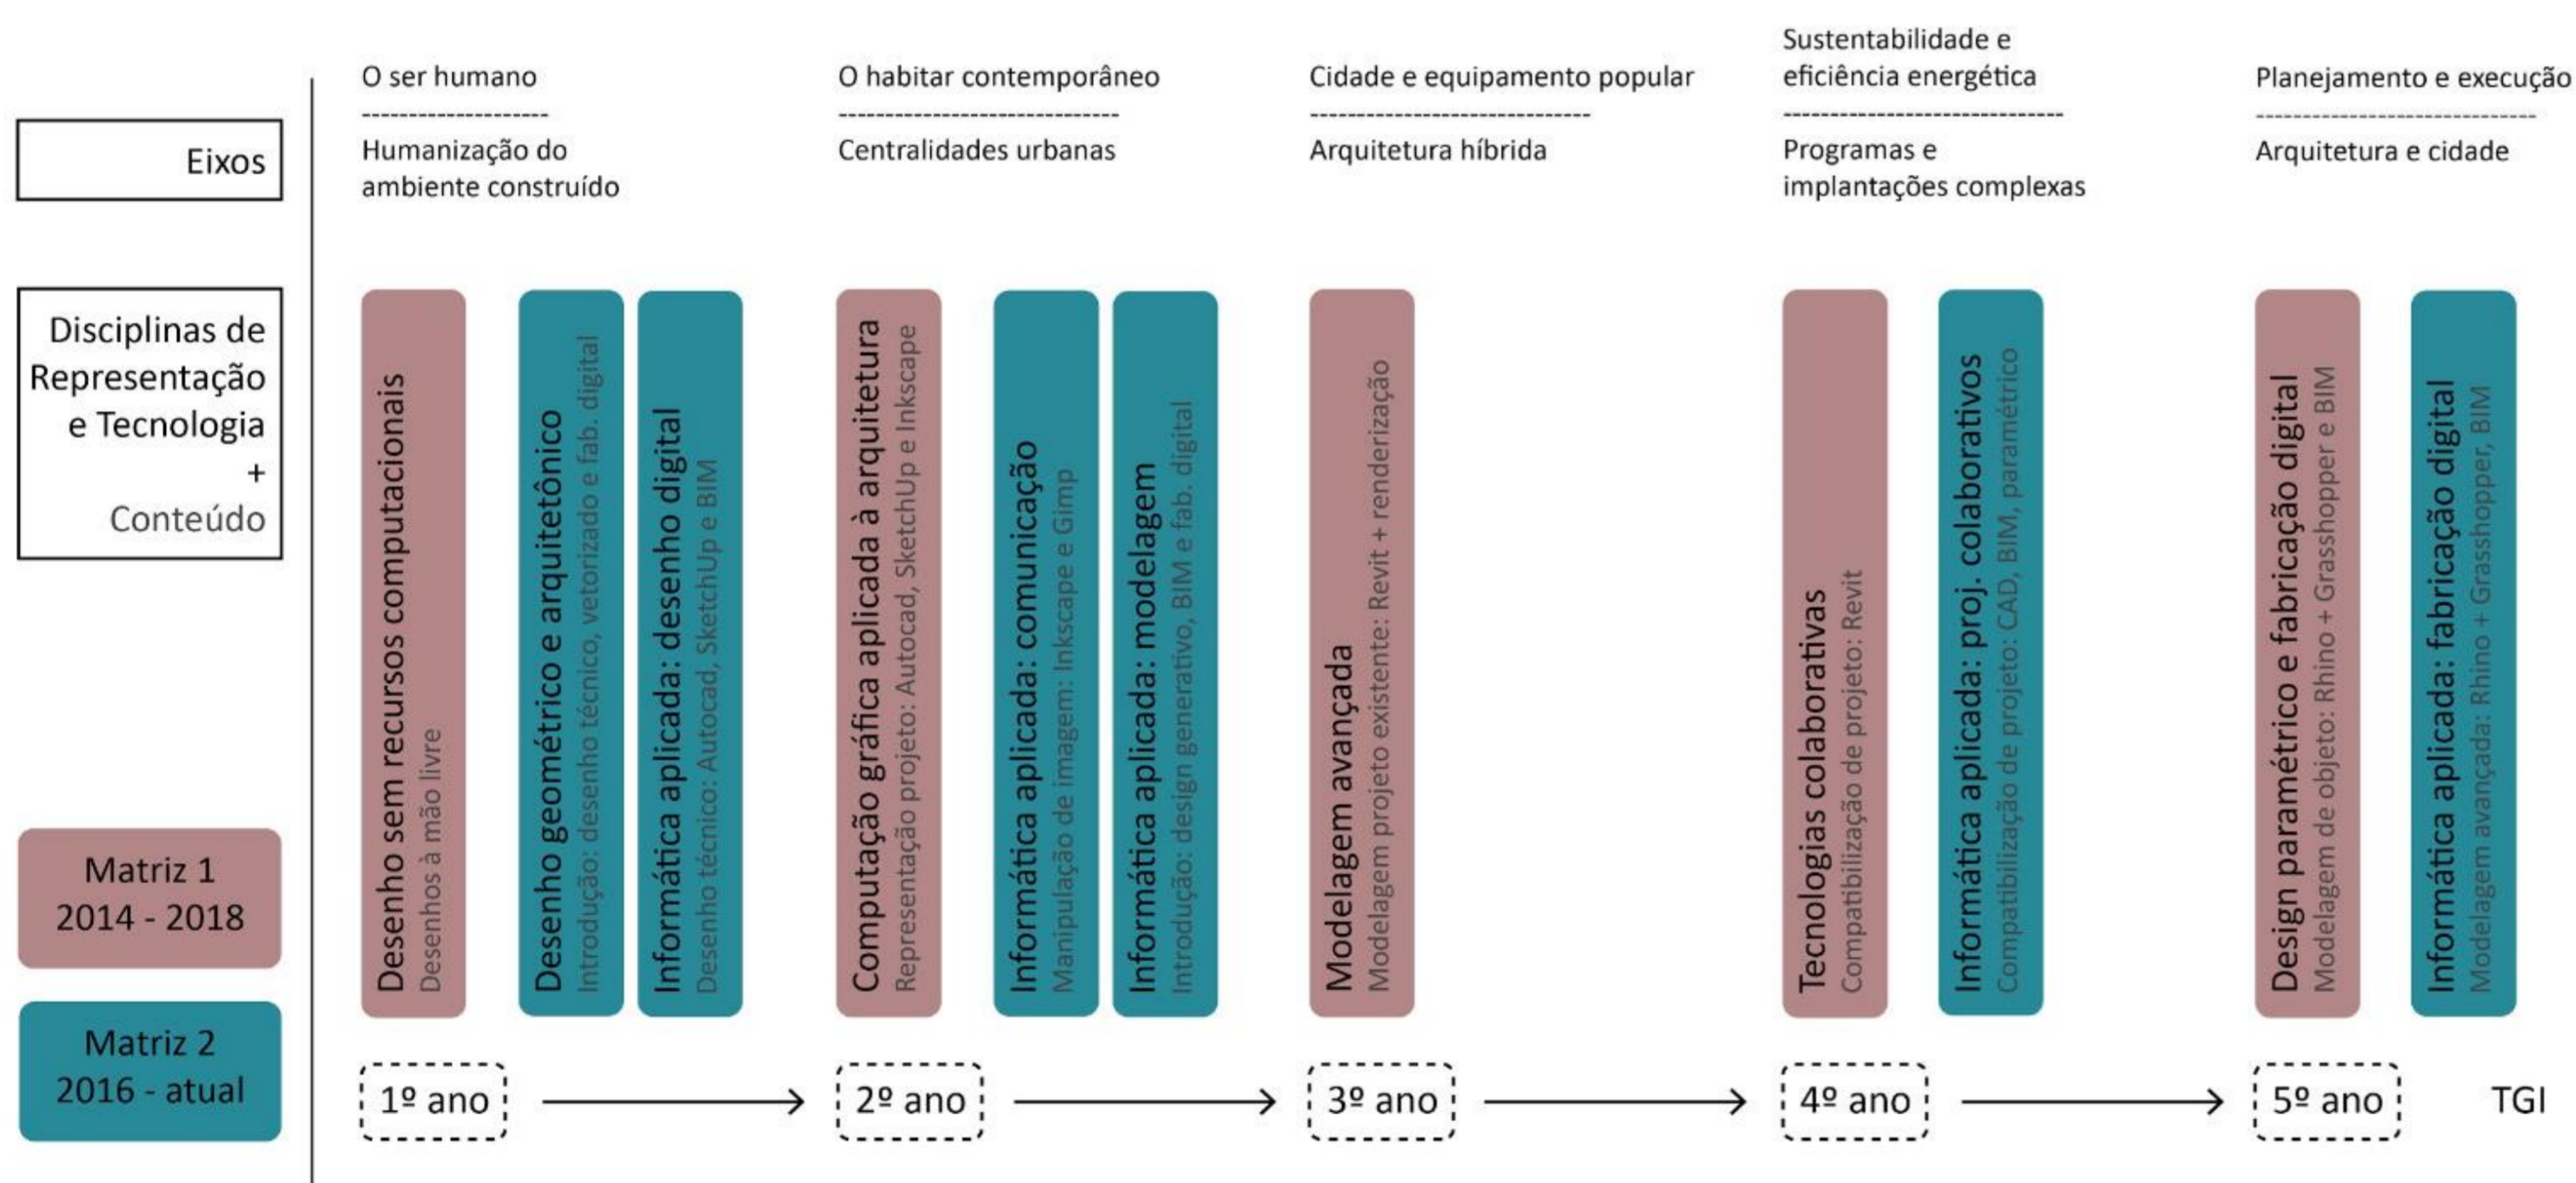 Eixos
Disciplinas de
Representação
e Tecnologia
+
Conteúdo
Matriz 1
2014 - 2018
Matriz 2
2016 - atual
O ser humano
Humanização do
ambiente construído
O habitar contemporâneo
Centralidades urbanas
Cidade e equipamento popular
Arquitetura híbrida
Sustentabilidade e
eficiência energética
Programas e
implantações complexas
Planejamento e execução
Arquitetura e cidade
Desenho sem recursos computacionais
Desenhos à mão livre
Desenho geométrico e arquitetônico
Introdução: desenho técnico, vetorizado e fab. digital
Informática aplicada: desenho digital
Desenho técnico: Autocad, SketchUp e BIM
Computação gráfica aplicada à arquitetura
Representação projeto: Autocad, SketchUp e Inkscape
Informática aplicada: comunicação
Manipulação de imagem: Inkscape e Gimp
Informática aplicada: modelagem
Introdução: design generativo, BIM e fab. digital
Modelagem avançada
Modelagem projeto existente: Revit + renderização
Tecnologias colaborativas
Compatibilização de projeto: Revit
Informática aplicada: proj. colaborativos
Compatibilização de projeto: CAD, BIM, paramétrico
Design paramétrico e fabricação digital
Modelagem de objeto: Rhino + Grasshopper e BIM
Informática aplicada: fabricação digital
Modelagem avançada: Rhino + Grasshopper, BIM
1º ano
2º ano
3º ano
4º ano
5º ano
TGI